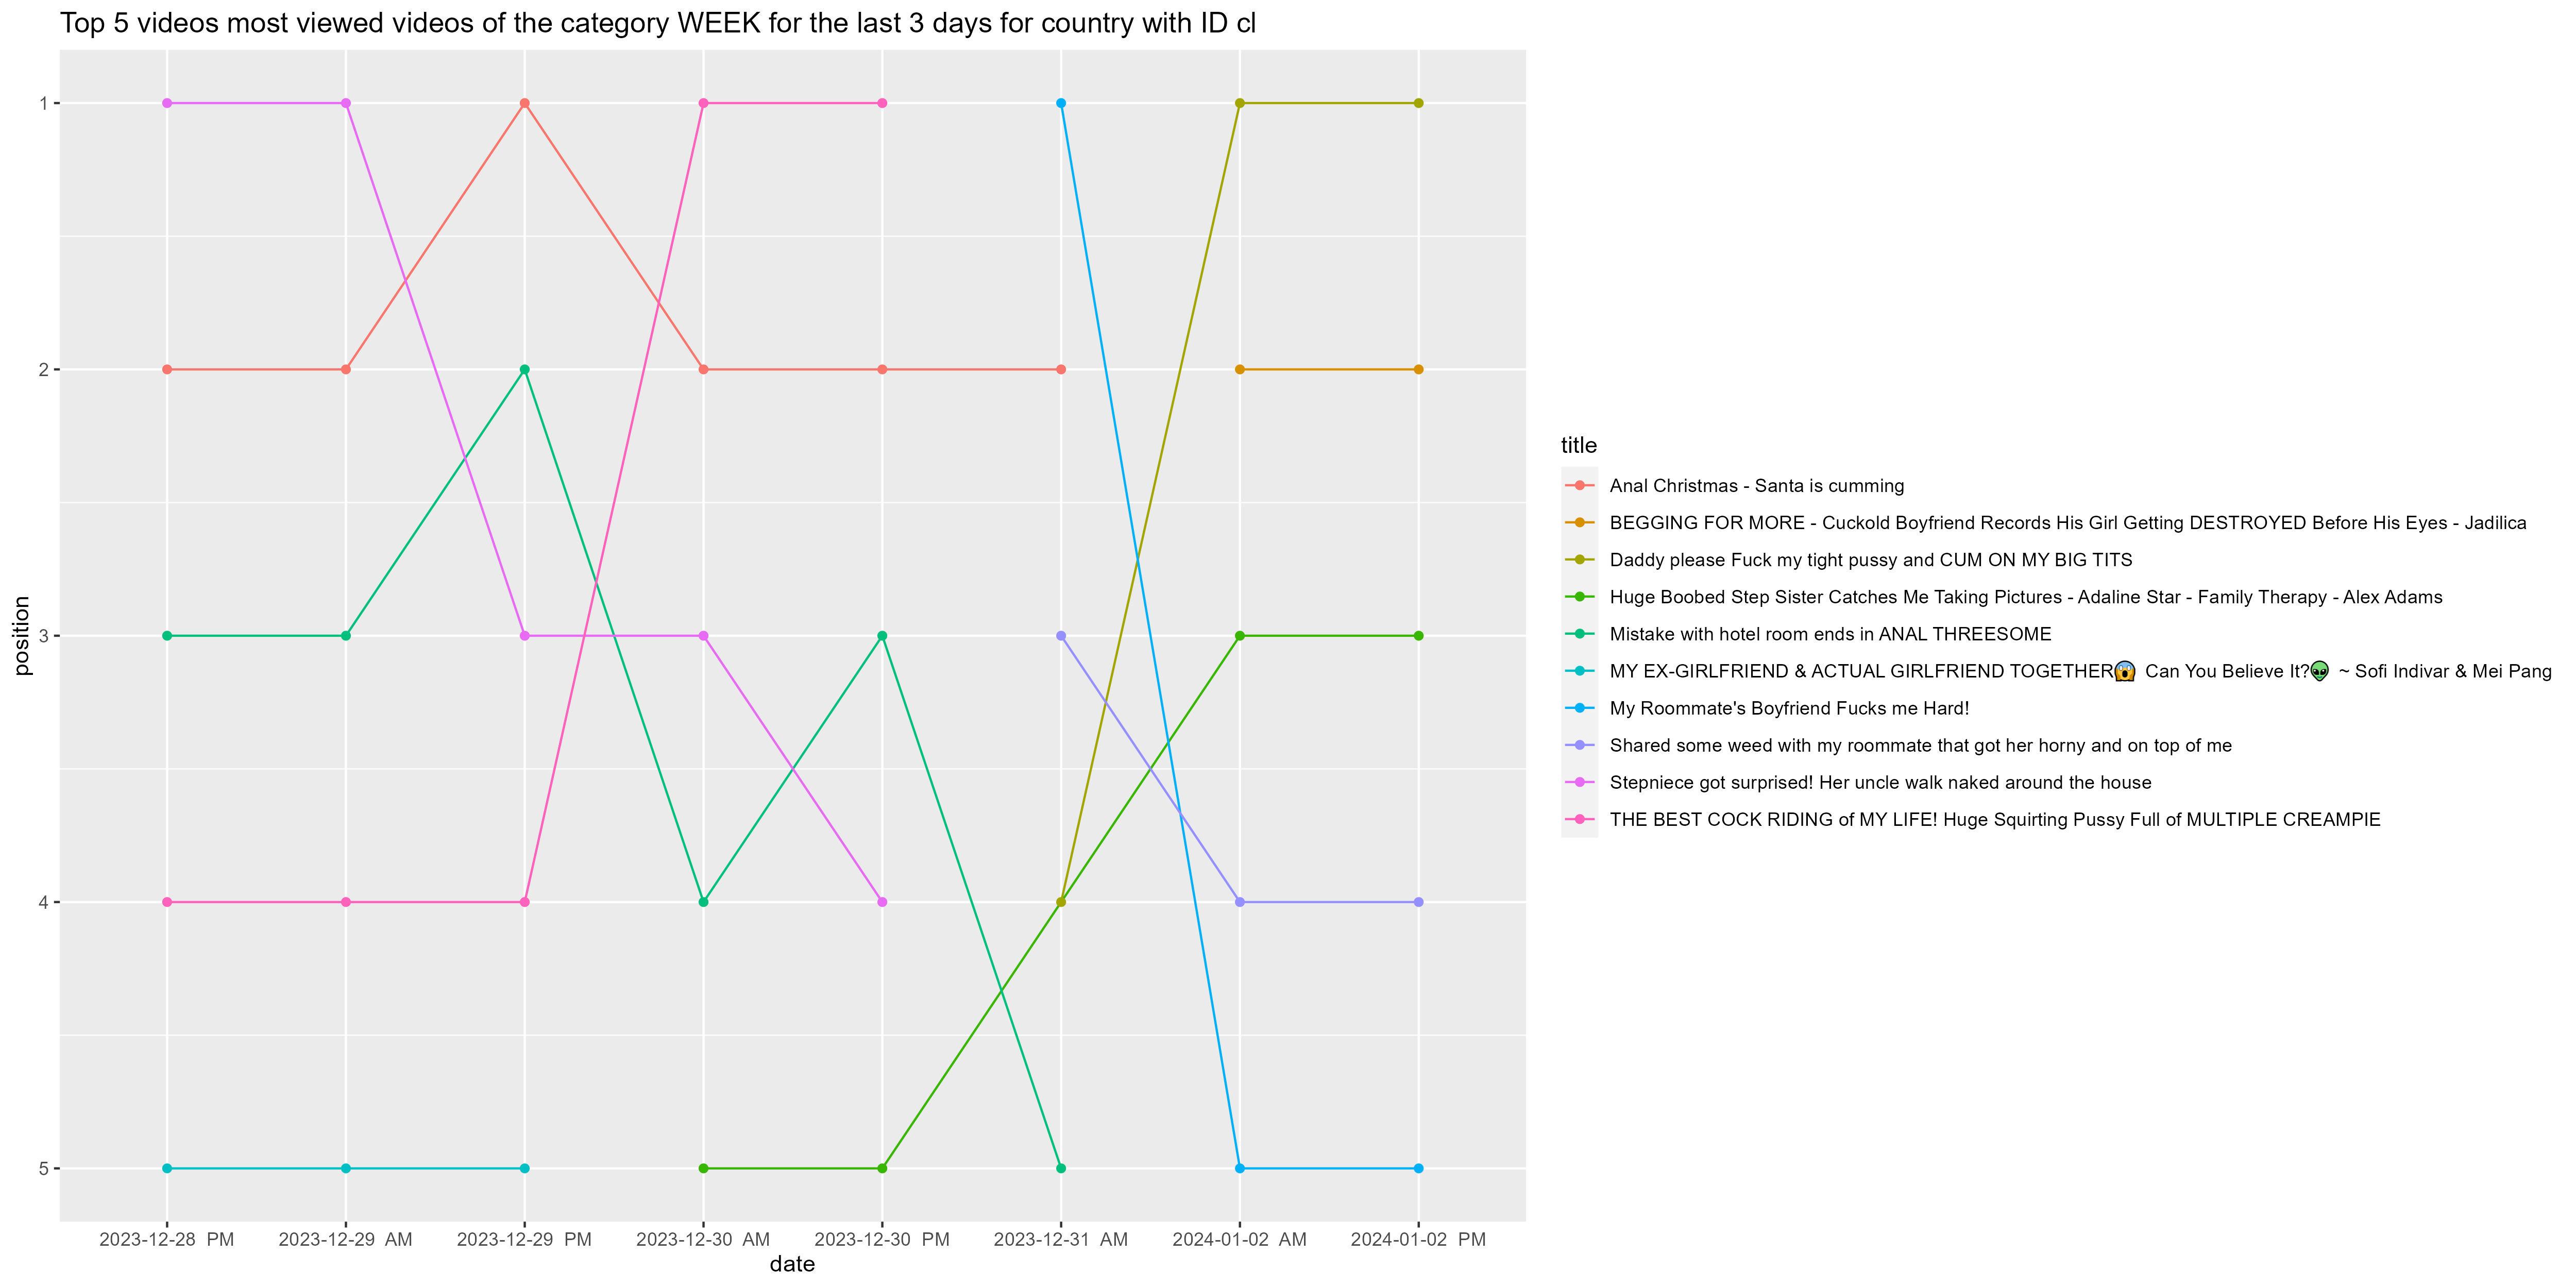 Top 5 videos most viewed videos of the category WEEK for the last 3 days for country with ID cl
position
1
2
3
4
5
2023-12-28 PM
2023-12-29 AM
2023-12-29 PM
2023-12-30 AM
2023-12-30 PM
2023-12-31 AM
2024-01-02 AM
2024-01-02 PM
date
title
Anal Christmas - Santa is cumming
BEGGING FOR MORE - Cuckold Boyfriend Records His Girl Getting DESTROYED Before His Eyes - Jadilica
Daddy please Fuck my tight pussy and CUM ON MY BIG TITS
Huge Boobed Step Sister Catches Me Taking Pictures - Adaline Star - Family Therapy - Alex Adams
Mistake with hotel room ends in ANAL THREESOME
MY EX-GIRLFRIEND & ACTUAL GIRLFRIEND TOGETHER😱 Can You Believe It?👽 ~ Sofi Indivar & Mei Pang
My Roommate's Boyfriend Fucks me Hard!
Shared some weed with my roommate that got her horny and on top of me
Stepniece got surprised! Her uncle walk naked around the house
THE BEST COCK RIDING of MY LIFE! Huge Squirting Pussy Full of MULTIPLE CREAMPIE